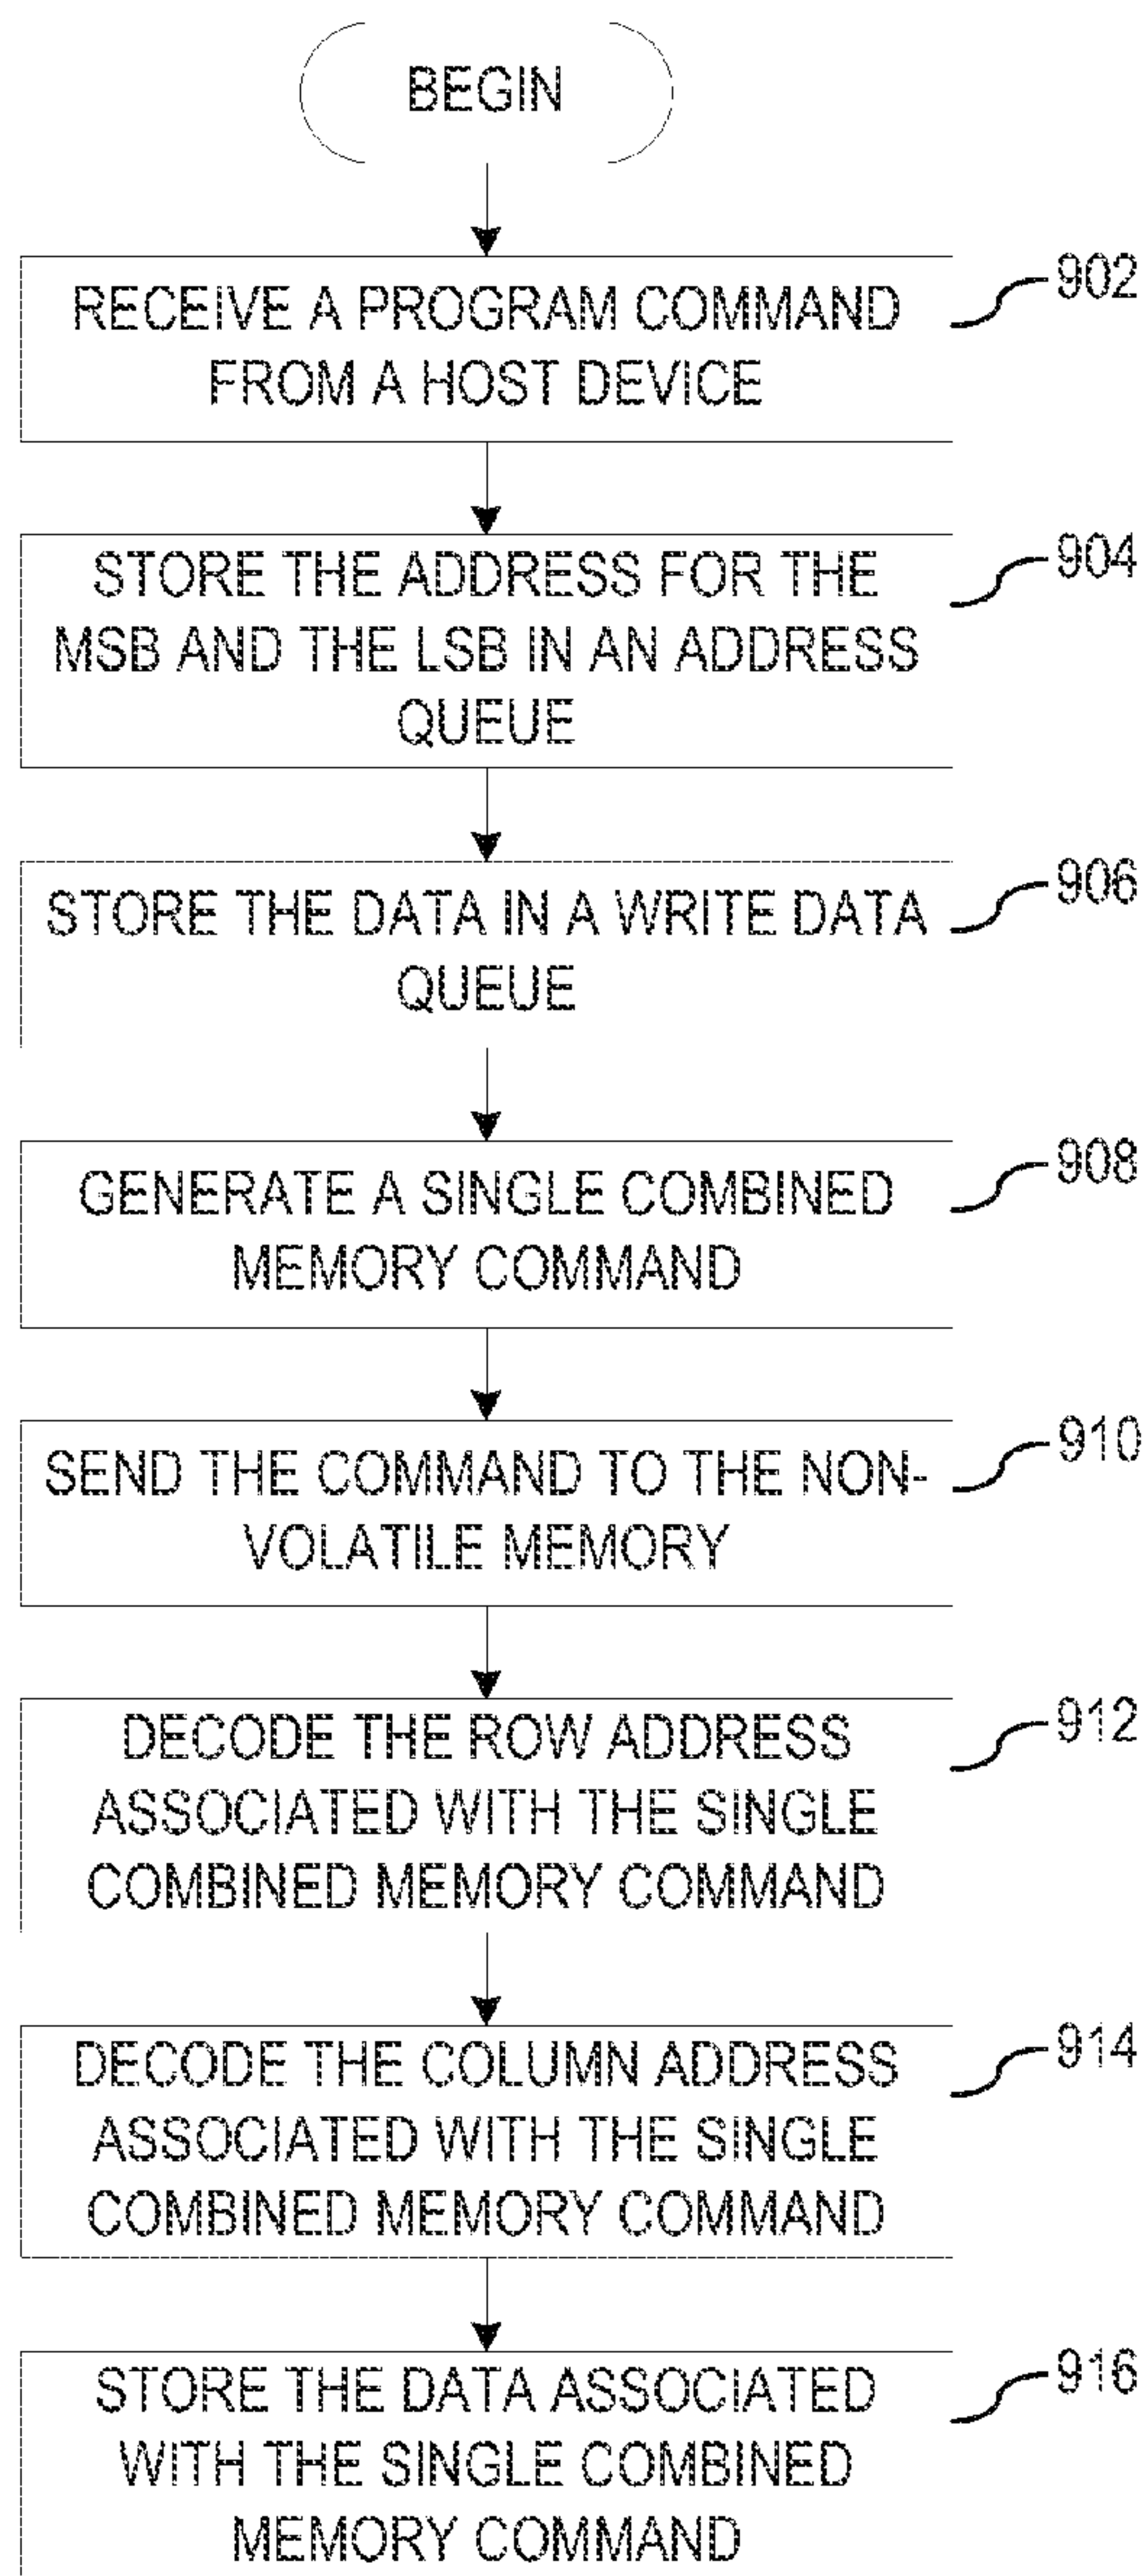 BEGIN
RECEIVE A PROGRAM COMMAND
FROM A HOST DEVICE
902
STORE THE ADDRESS FOR THE
MSB AND THE LSB IN AN ADDRESS
QUEUE
904
STORE THE DATA IN A WRITE DATA
QUEUE
906
GENERATE A SINGLE COMBINED
MEMORY COMMAND
908
SEND THE COMMAND TO THE NON-
VOLATILE MEMORY
910
DECODE THE ROW ADDRESS
ASSOCIATED WITH THE SINGLE
COMBINED MEMORY COMMAND
912
DECODE THE COLUMN ADDRESS
ASSOCIATED WITH THE SINGLE
COMBINED MEMORY COMMAND
914
STORE THE DATA ASSOCIATED
WITH THE SINGLE COMBINED
MEMORY COMMAND
916